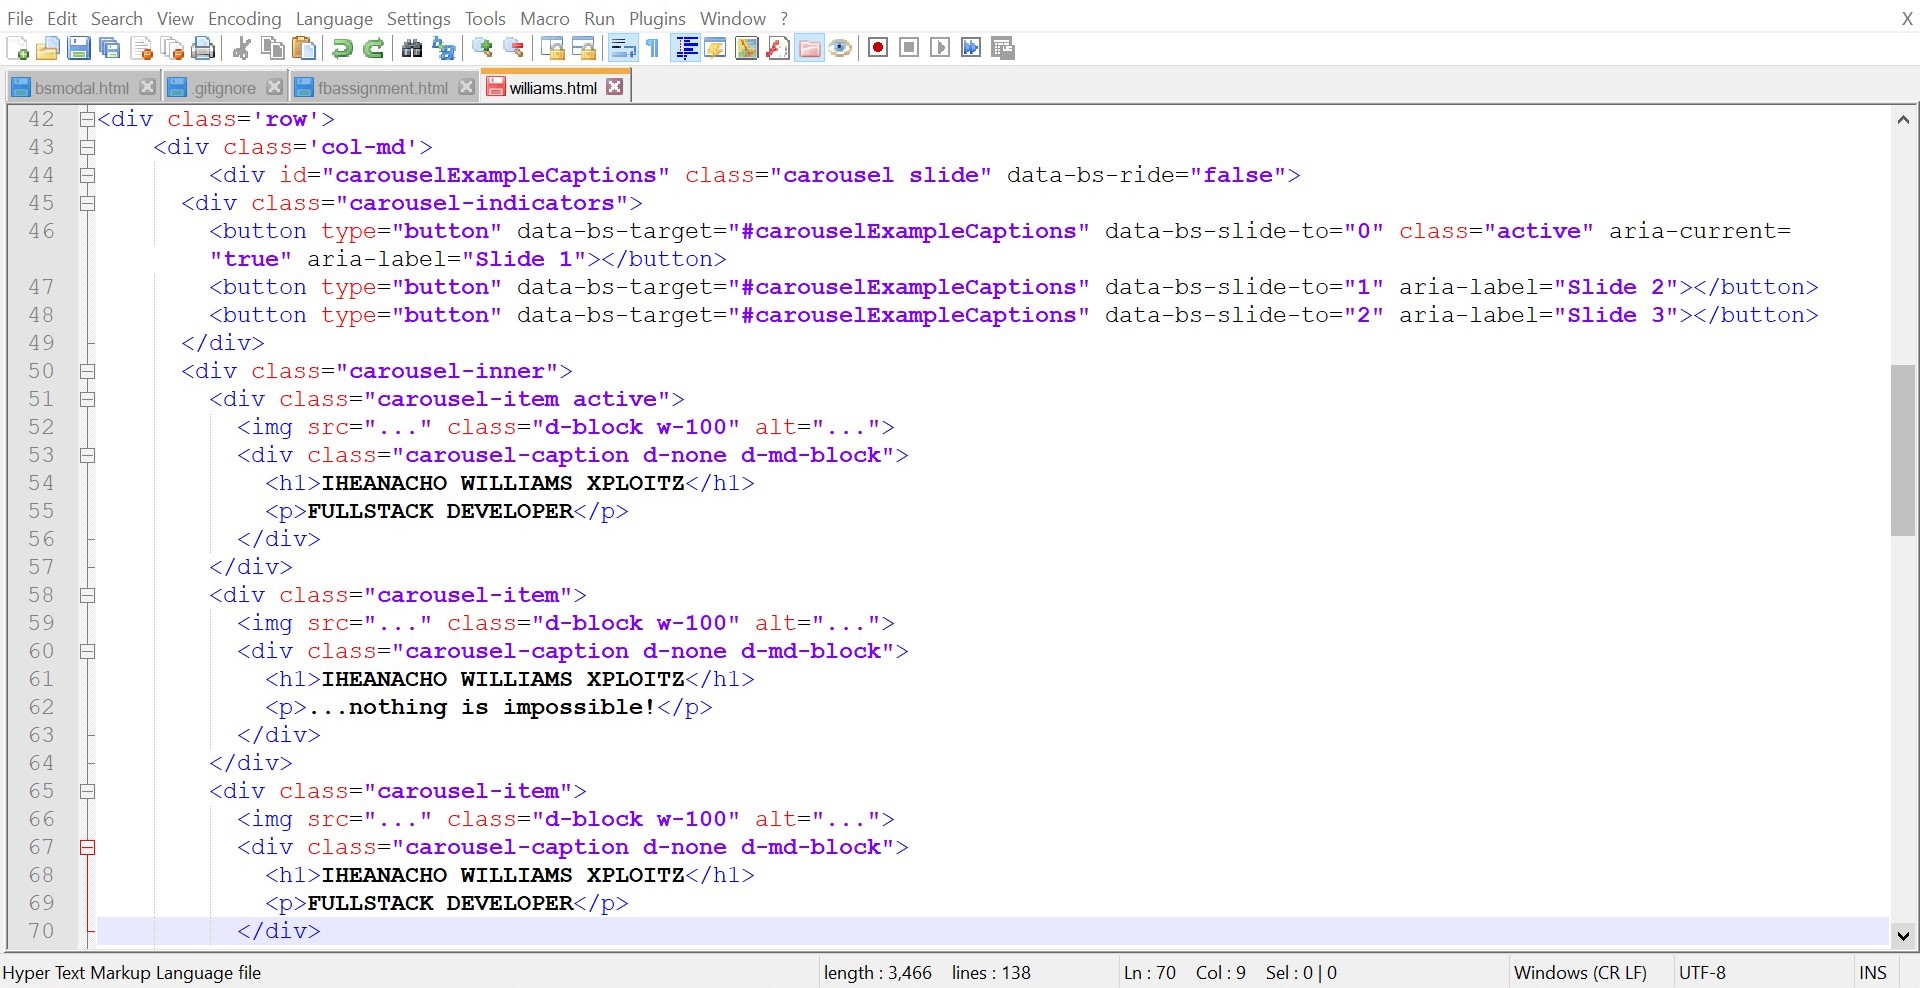 File Edit Search View Encoding Language Settings Tools Macro Run Plugins Window ? X
bsmodal.html .gitignore fbassignment.html williams.html
42 <div class='row'>
43 <div class='col-md'>
44 <div id="carouselExampleCaptions" class="carousel slide" data-bs-ride="false">
45 <div class="carousel-indicators">
46 <button type="button" data-bs-target="#carouselExampleCaptions" data-bs-slide-to="0" class="active" aria-current=
"true" aria-label="Slide 1"></button>
47 <button type="button" data-bs-target="#carouselExampleCaptions" data-bs-slide-to="1" aria-label="Slide 2"></button>
48 <button type="button" data-bs-target="#carouselExampleCaptions" data-bs-slide-to="2" aria-label="Slide 3"></button>
49 </div>
50 <div class="carousel-inner">
51 <div class="carousel-item active">
52 <img src="..." class="d-block w-100" alt="...">
53 <div class="carousel-caption d-none d-md-block">
54 <h1>IHEANACHO WILLIAMS XPLOITZ</h1>
55 <p>FULLSTACK DEVELOPER</p>
56 </div>
57 </div>
58 <div class="carousel-item">
59 <img src="..." class="d-block w-100" alt="...">
60 <div class="carousel-caption d-none d-md-block">
61 <h1>IHEANACHO WILLIAMS XPLOITZ</h1>
62 <p>...nothing is impossible!</p>
63 </div>
64 </div>
65 <div class="carousel-item">
66 <img src="..." class="d-block w-100" alt="...">
67 <div class="carousel-caption d-none d-md-block">
68 <h1>IHEANACHO WILLIAMS XPLOITZ</h1>
69 <p>FULLSTACK DEVELOPER</p>
70 </div>
Hyper Text Markup Language file length : 3,466 lines : 138 Ln : 70 Col : 9 Sel : 0 | 0 Windows (CR LF) UTF-8 INS